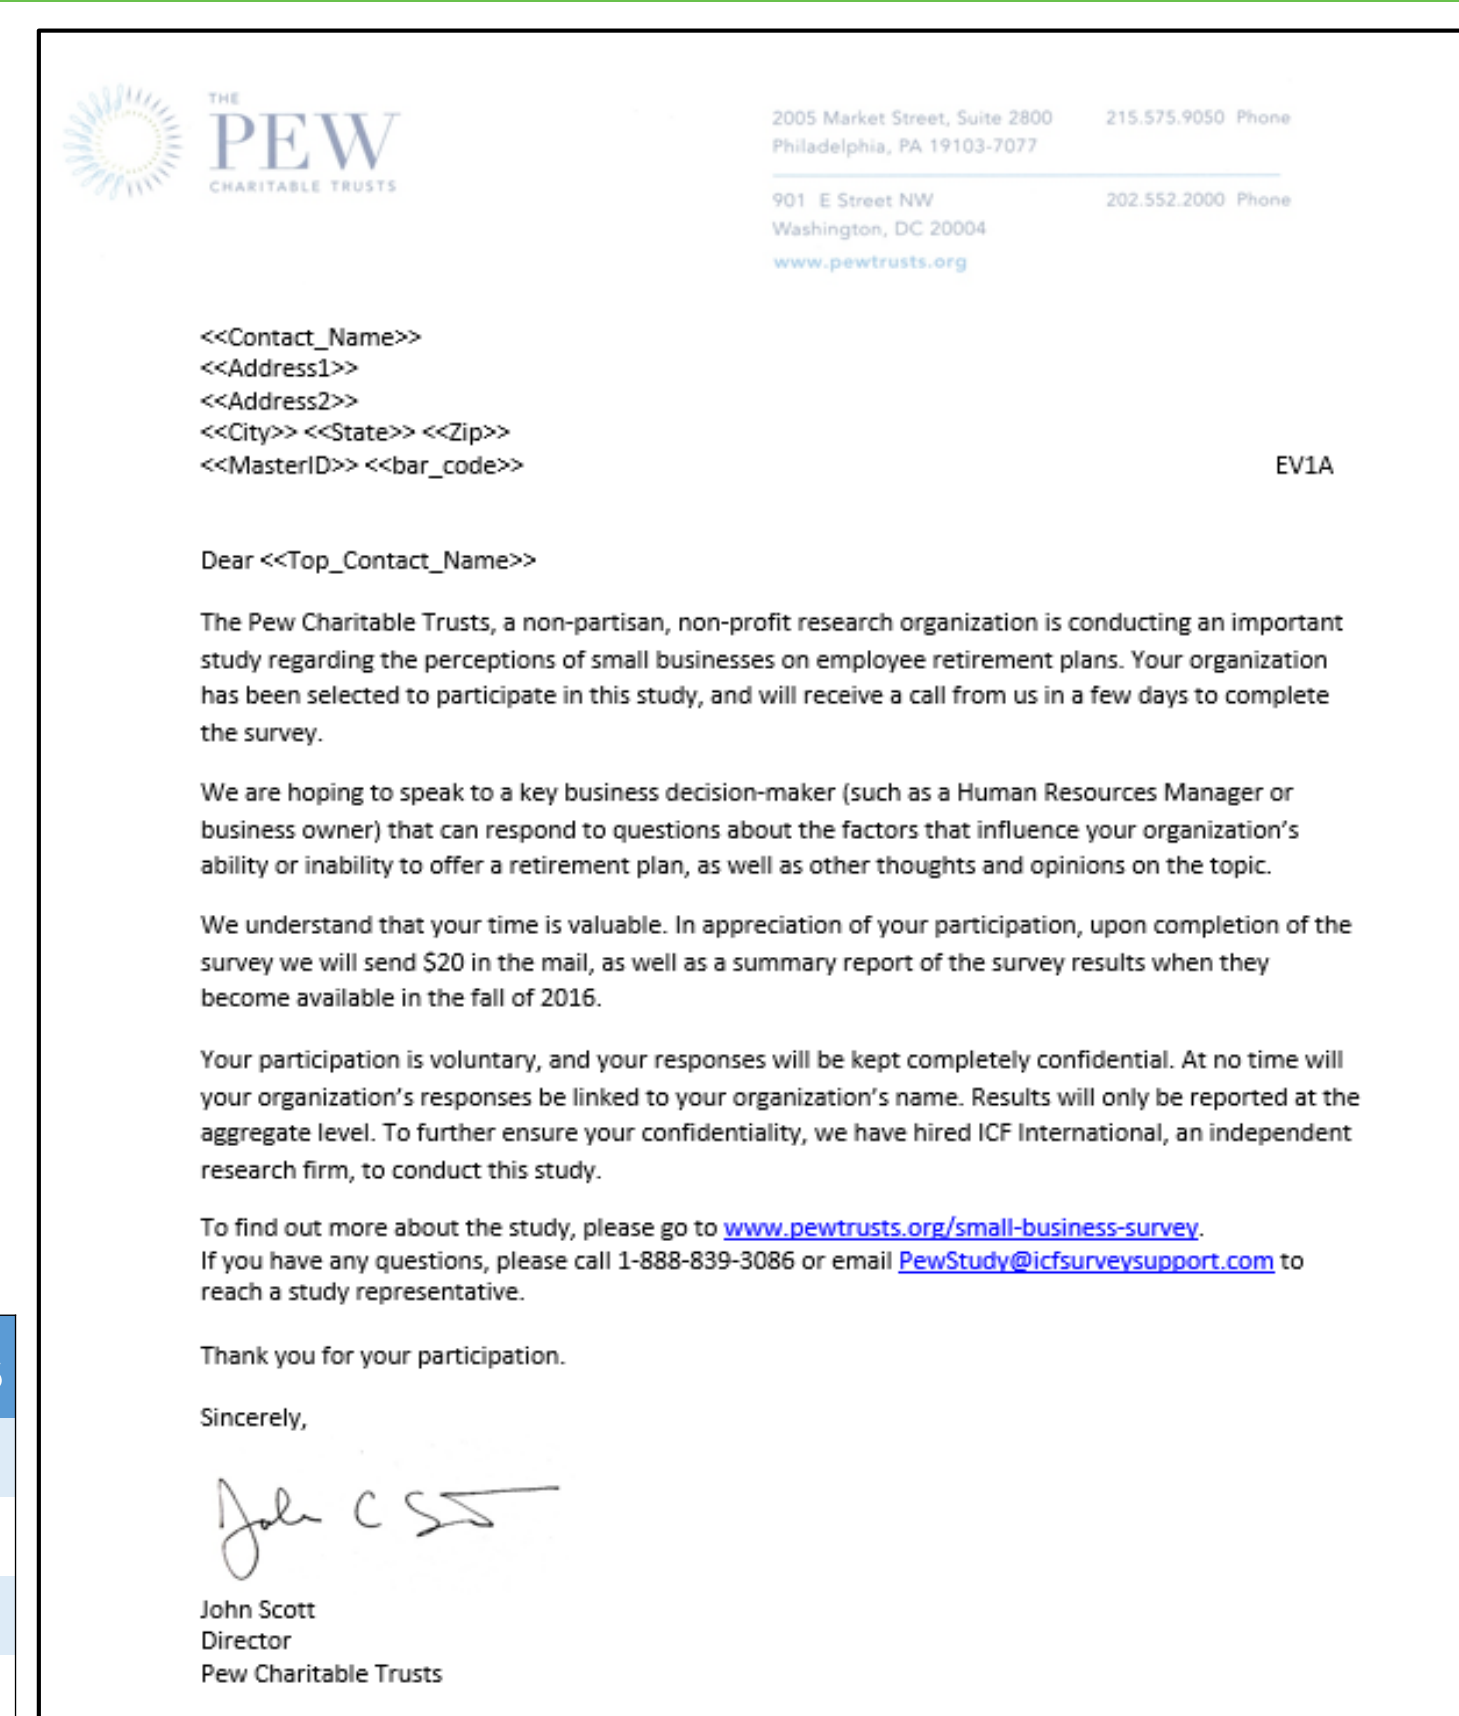 THE
PEW
CHARITABLE TRUSTS
2005 Market Street, Suite 2800 215.575.9050 Phone
Philadelphia, PA 19103-7077
901 E Street NW 202.552.2000 Phone
Washington, DC 20004
www.pewtrusts.org
<<Contact_Name>>
<<Address1>>
<<Address2>>
<<City>> <<State>> <<Zip>>
<<MasterID>> <<bar_code>> EV1A
Dear <<Top_Contact_Name>>
The Pew Charitable Trusts, a non-partisan, non-profit research organization is conducting an important
study regarding the perceptions of small businesses on employee retirement plans. Your organization
has been selected to participate in this study, and will receive a call from us in a few days to complete
the survey.
We are hoping to speak to a key business decision-maker (such as a Human Resources Manager or
business owner) that can respond to questions about the factors that influence your organization's
ability or inability to offer a retirement plan, as well as other thoughts and opinions on the topic.
We understand that your time is valuable. In appreciation of your participation, upon completion of the
survey we will send $20 in the mail, as well as a summary report of the survey results when they
become available in the fall of 2016.
Your participation is voluntary, and your responses will be kept completely confidential. At no time will
your organization's responses be linked to your organization's name. Results will only be reported at the
aggregate level. To further ensure your confidentiality, we have hired ICF International, an independent
research firm, to conduct this study.
To find out more about the study, please go to www.pewtrusts.org/small-business-survey.
If you have any questions, please call 1-888-839-3086 or email PewStudy@icfsurveysupport.com to
reach a study representative.
Thank you for your participation.
Sincerely,
John C
John Scott
Director
Pew Charitable Trusts